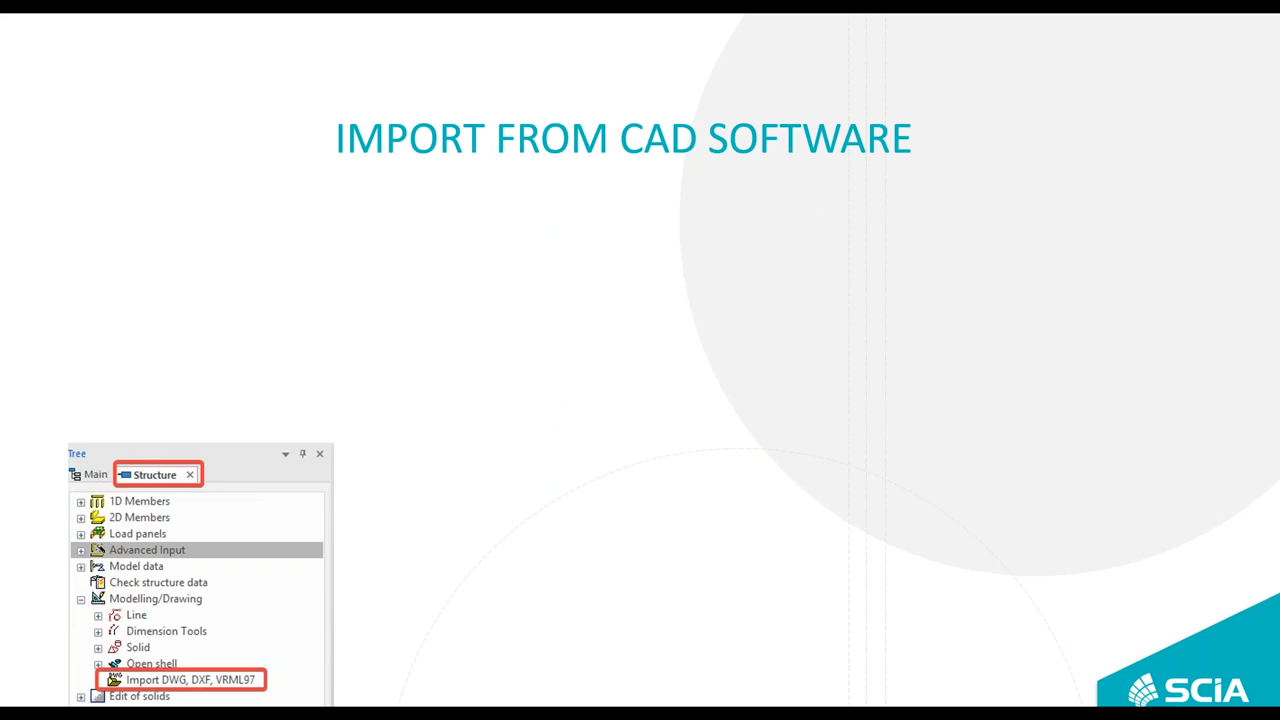 IMPORT FROM CAD SOFTWARE
Tree
Main
Structure
1D Members
2D Members
Load panels
Advanced Input
Model data
Check structure data
Modelling/Drawing
Line
Dimension Tools
Solid
Open shell
Import DWG, DXF, VRML97
Edit of solids
SCIA